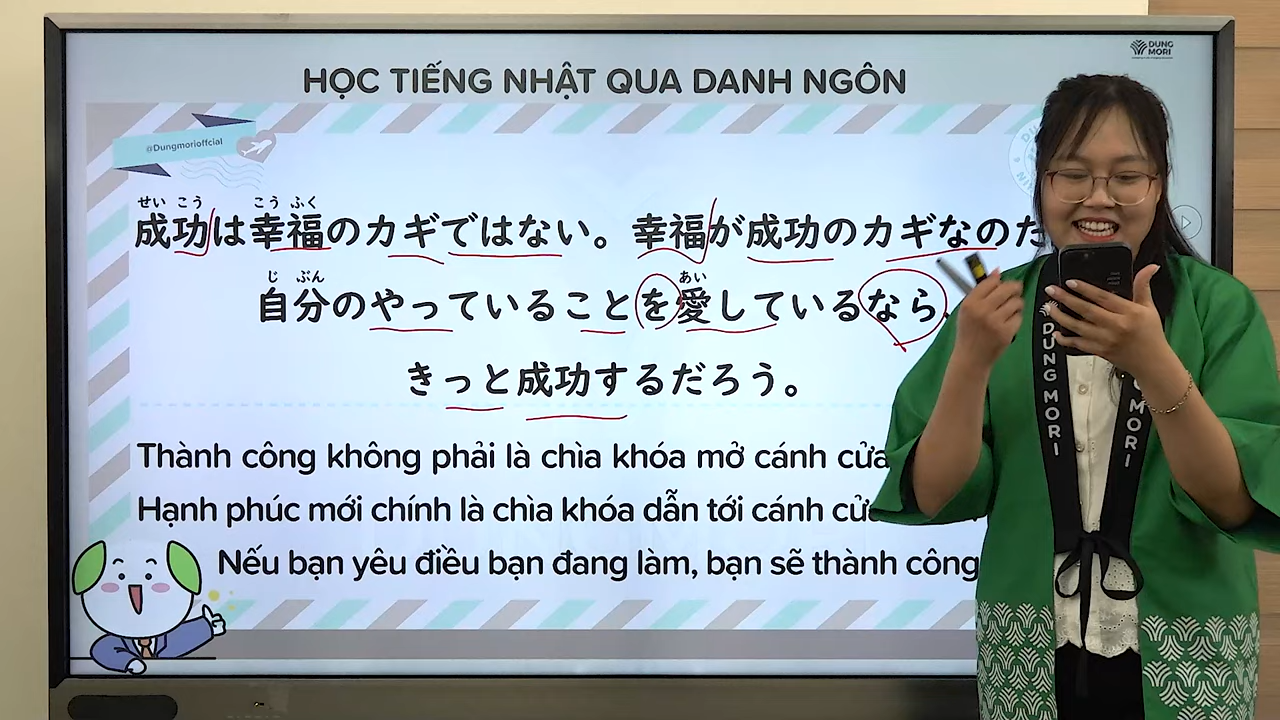 DUNG
MORI
HỌC TIẾNG NHẬT QUA DANH NGÔN
@Dungmorioffcial
せい こう こう ふく
成功は幸福のカギではない。幸福が成功のカギなのだ
じ ぶん あい
自分のやっていることを愛しているなら、
きっと成功するだろう。
Thành công không phải là chìa khóa mở cánh cửa
Hạnh phúc mới chính là chìa khóa dẫn tới cánh cửa
Nếu bạn yêu điều bạn đang làm, bạn sẽ thành công
DUNG MORI
MORI